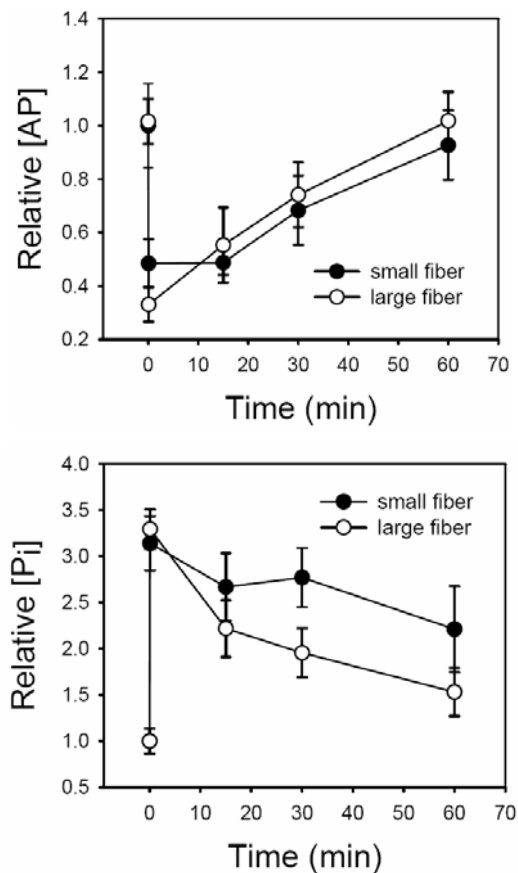 Relative [AP]
1.4
1.2
1.0
0.8
0.6
0.4
0.2
small fiber
large fiber
0 10 20 30 40 50 60 70
Time (min)
Relative [Pi]
4.0
3.5
3.0
2.5
2.0
1.5
1.0
0.5
small fiber
large fiber
0 10 20 30 40 50 60 70
Time (min)